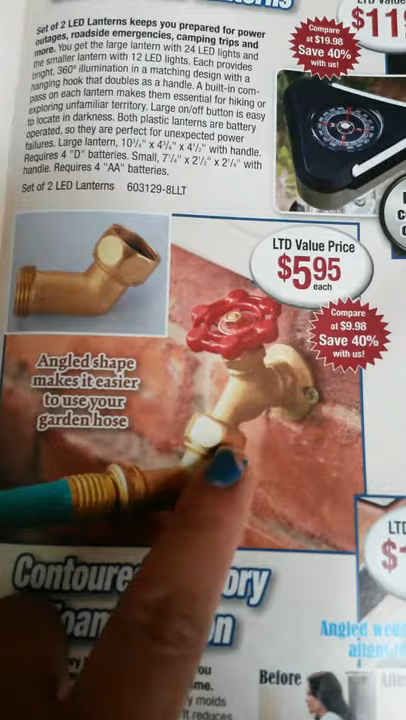 Set of 2 LED Lanterns keeps you prepared for power
outages, roadside emergencies, camping trips and
more. You get the large lantern with 24 LED lights and
the smaller lantern with 12 LED lights. Each provides
bright, 360° illumination in a matching design with a
hanging hook that doubles as handle. A built-in com-
pass on each lantern makes them essential for hiking or
exploring unfamiliar territory. Large on/off button is easy
to locate in darkness. Both plastic lanterns are battery
operated, so they are perfect for unexpected power
failures. Large lantern, 10¾" x 4¾" x 4½" with handle.
Requires 4 "D" batteries. Small, 7¼" x 2½" x 2¼" with
handle. Requires 4 "AA" batteries.
Set of 2 LED Lanterns 603129-8LLT
Compare
at $19.98
Save 40%
with us!
LTD Value Price
$5.95
each
Compare
at $9.98
Save 40%
with us!
Angled shape
makes it easier
to use your
garden hose
Before